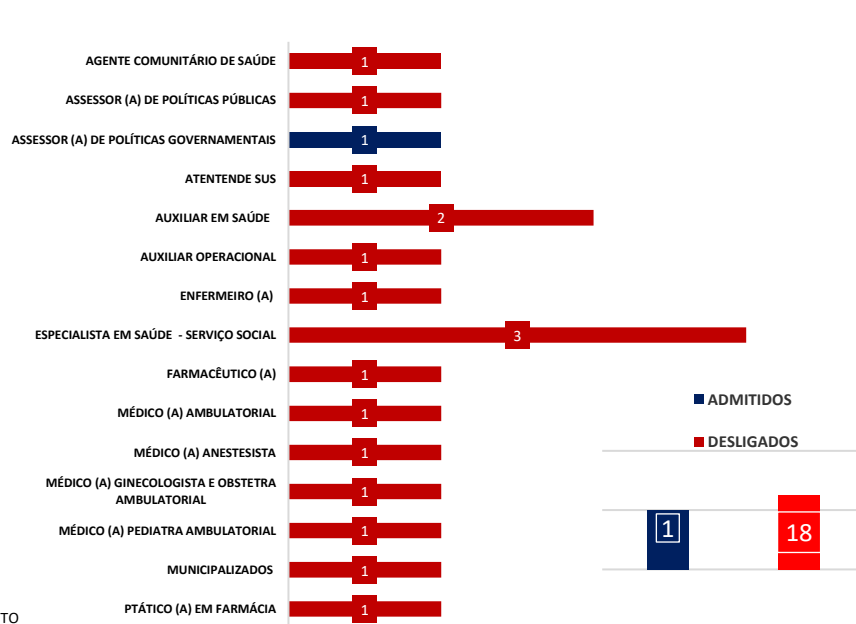 AGENTE COMUNITÁRIO DE SAÚDE 1
ASSESSOR (A) DE POLÍTICAS PÚBLICAS 1
ASSESSOR (A) DE POLÍTICAS GOVERNAMENTAIS 1
ATENTENDE SUS 1
AUXILIAR EM SAÚDE 2
AUXILIAR OPERACIONAL 1
ENFERMEIRO (A) 1
ESPECIALISTA EM SAÚDE - SERVIÇO SOCIAL 3
FARMACÊUTICO (A) 1
MÉDICO (A) AMBULATORIAL 1
MÉDICO (A) ANESTESISTA 1
MÉDICO (A) GINECOLOGISTA E OBSTETRA
AMBULATORIAL 1
MÉDICO (A) PEDIATRA AMBULATORIAL 1
MUNICIPALIZADOS 1
PTÁTICO (A) EM FARMÁCIA 1
TO
ADMITIDOS
DESLIGADOS
1
18